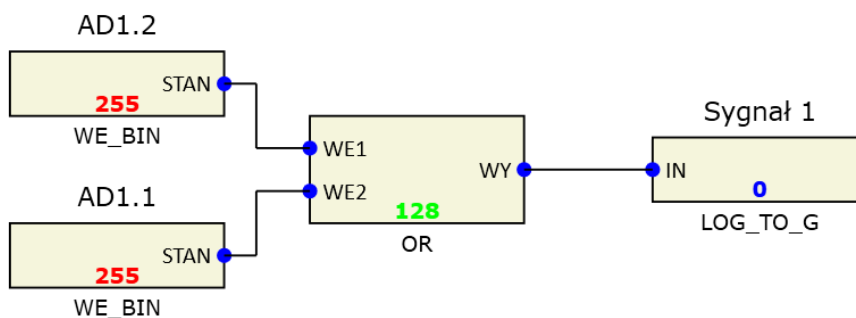 AD1.2
STAN
255
WE_BIN
AD1.1
STAN
255
WE_BIN
WE1
WE2
WY
128
OR
Sygnał 1
IN
0
LOG_TO_G